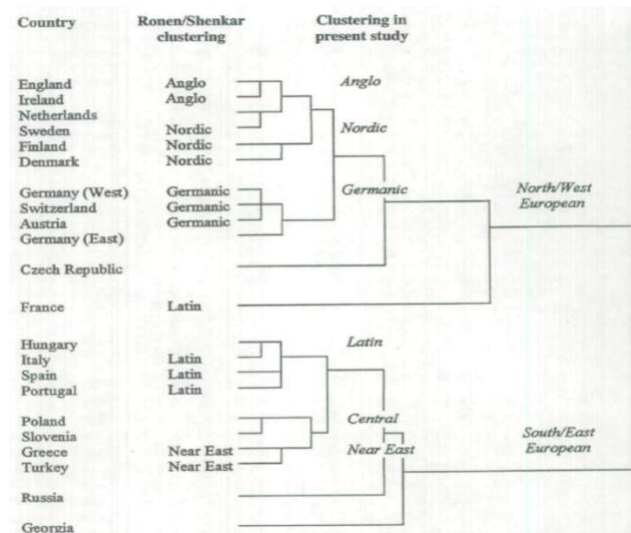 Country Ronen/Shenkar Clustering in
clustering present study
England Anglo Anglo
Ireland Anglo
Netherlands
Sweden Nordic Nordic
Finland Nordic
Denmark Nordic
Germany (West) Germanic Germanic North/West
Switzerland Germanic European
Austria Germanic
Germany (East)
Czech Republic
France Latin
Hungary Latin
Italy Latin
Spain Latin
Portugal Latin
Poland Central
Slovenia South/East
Greece Near East Near East European
Turkey Near East
Russia
Georgia